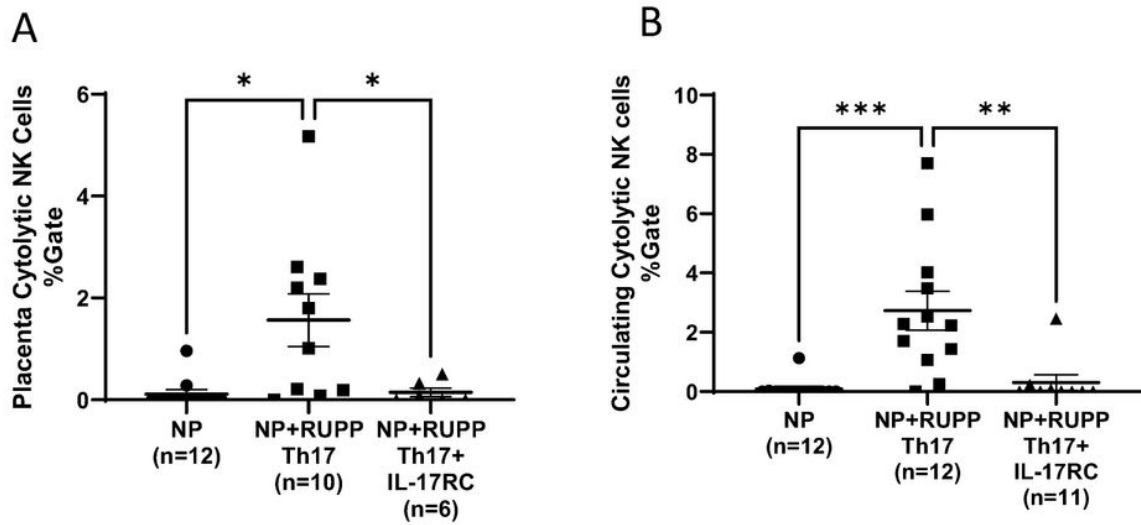 A
Placenta Cytolytic NK Cells
%Gate
6
4
2
0
*
*
NP
(n=12)
NP+RUPP
Th17
(n=10)
NP+RUPP
Th17+
IL-17RC
(n=6)
B
Circulating Cytolytic NK cells
%Gate
10
8
6
4
2
0
***
**
NP
(n=12)
NP+RUPP
Th17
(n=12)
NP+RUPP
Th17+
IL-17RC
(n=11)